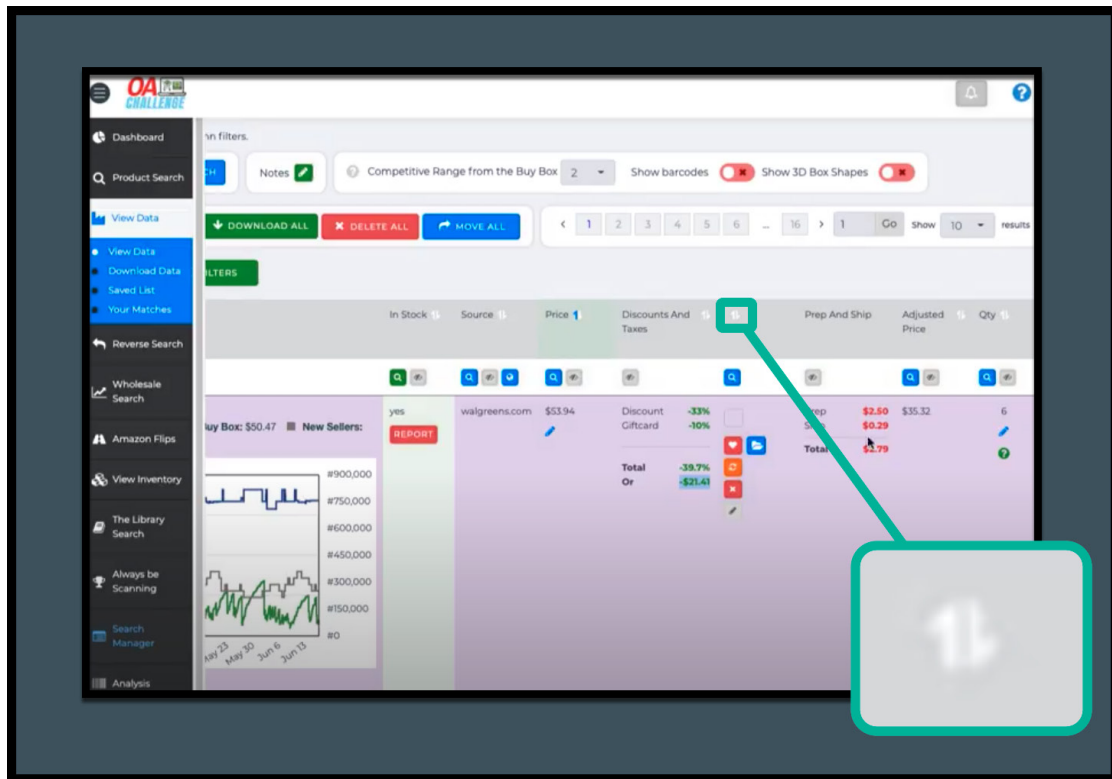 OA
CHALLENGE
Dashboard
Product Search
View Data
View Data
Download Data
Saved List
Your Matches
Reverse Search
Wholesale
Search
Amazon Flips
View Inventory
The Library
Search
Always be
Scanning
Search
Manager
Analysis
filters.
Notes
Competitive Range from the Buy Box 2
Show barcodes
Show 3D Box Shapes
DOWNLOAD ALL
DELETE ALL
MOVE ALL
< 1 2 3 4 5 6 ... 16 > 1 Go Show 10 results
In Stock
Source
Price
Discounts And
Taxes
Prep And Ship
Adjusted
Price
Qty
Box: $50.47 New Sellers:
#900,000
#750,000
#600,000
#450,000
#300,000
#150,000
#0
May 23
May 30
Jun 6
Jun 13
yes
REPORT
walgreens.com
$53.94
Discount -33%
Giftcard -10%
Total -39.7%
Or -$21.41
$2.50
$0.29
Total
$35.32
6